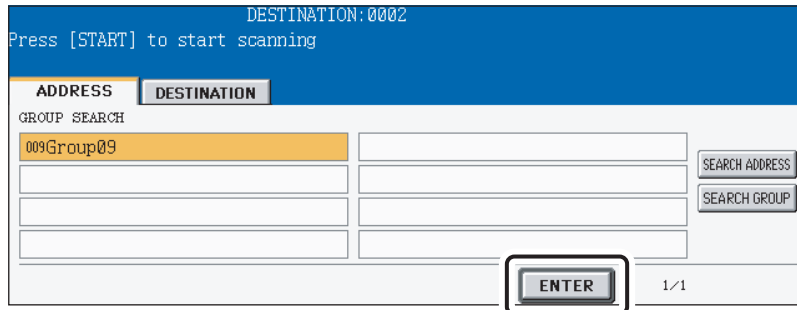 DESTINATION:0002
Press [START] to start scanning
ADDRESS DESTINATION
GROUP SEARCH
009Group09
SEARCH ADDRESS
SEARCH GROUP
ENTER 1/1